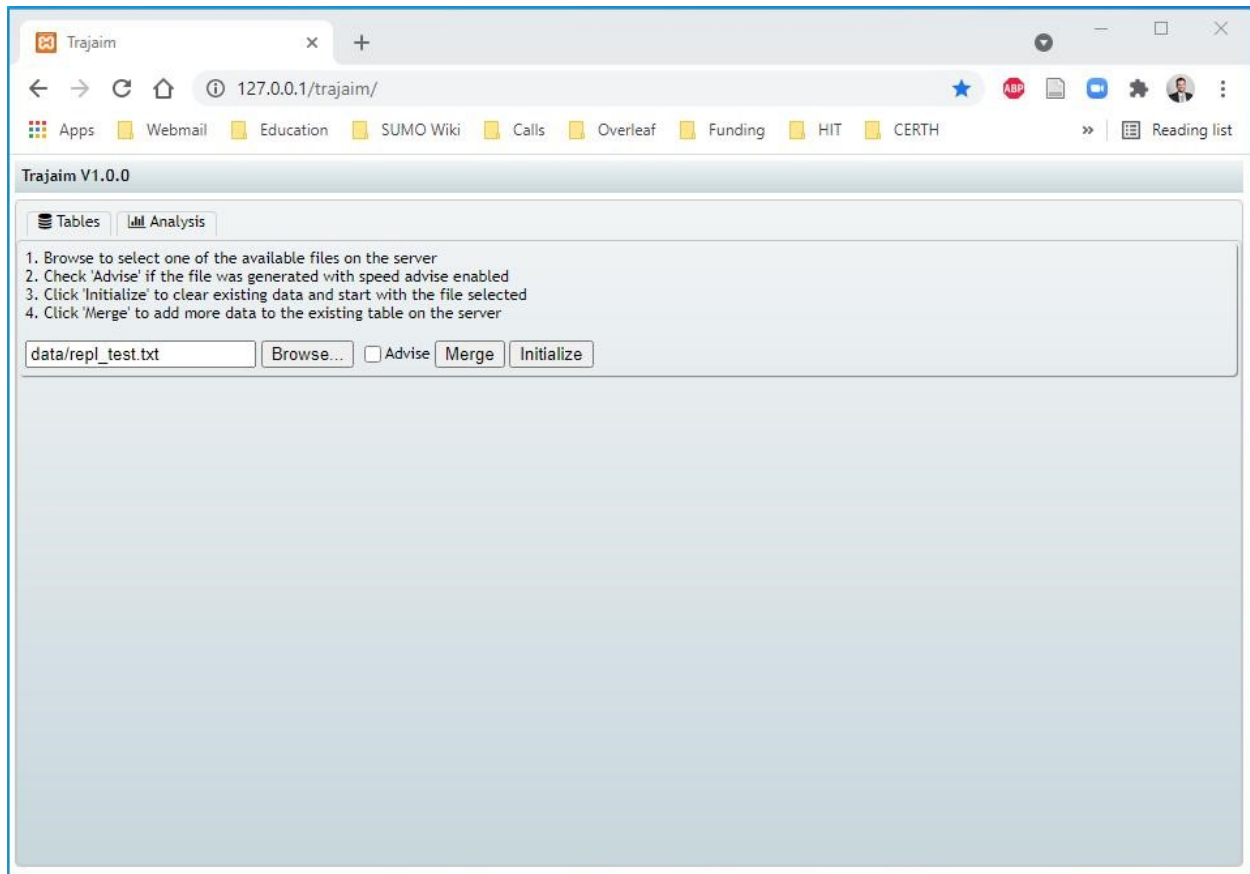 Trajaim
127.0.0.1/trajaim/
ABP
Apps Webmail Education SUMO Wiki Calls Overleaf Funding HIT CERTH » Reading list
Trajaim V1.0.0
Tables Analysis
1. Browse to select one of the available files on the server
2. Check 'Advise' if the file was generated with speed advise enabled
3. Click 'Initialize' to clear existing data and start with the file selected
4. Click 'Merge' to add more data to the existing table on the server
data/repl_test.txt Browse... Advise Merge Initialize